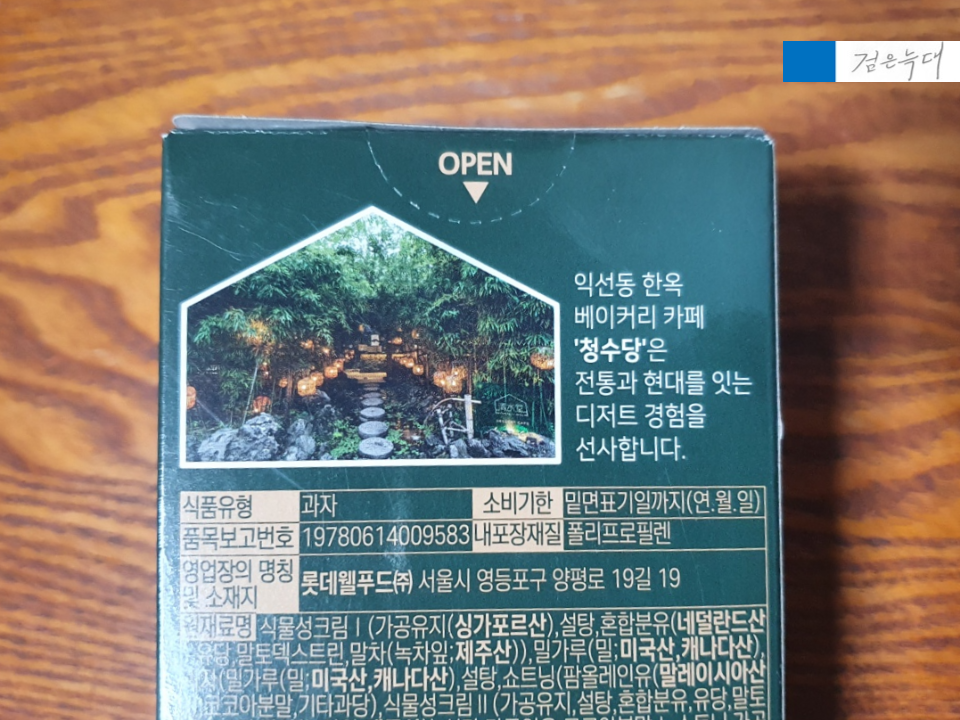 검은늑대
OPEN
익선동 한옥
베이커리 카페
'청수당'은
전통과 현대를 잇는
디저트 경험을
선사합니다.
식품유형 과자 소비기한 밑면표기일까지(연.월.일)
품목보고번호 19780614009583 내포장재질 폴리프로필렌
영업장의 명칭 롯데웰푸드㈜ 서울시 영등포구 양평로 19길 19
및 소재지
원재료명 식물성크림Ⅰ(가공유지(싱가포르산),설탕,혼합분유(네덜란드산
유당,말토덱스트린,말차(녹차잎;제주산)),밀가루(밀;미국산,캐나다산),
(밀가루(밀;미국산,캐나다산),설탕,쇼트닝(팜올레인유(말레이시아산
코코아분말,기타과당),식물성크림Ⅱ(가공유지,설탕,혼합분유,유당,말토